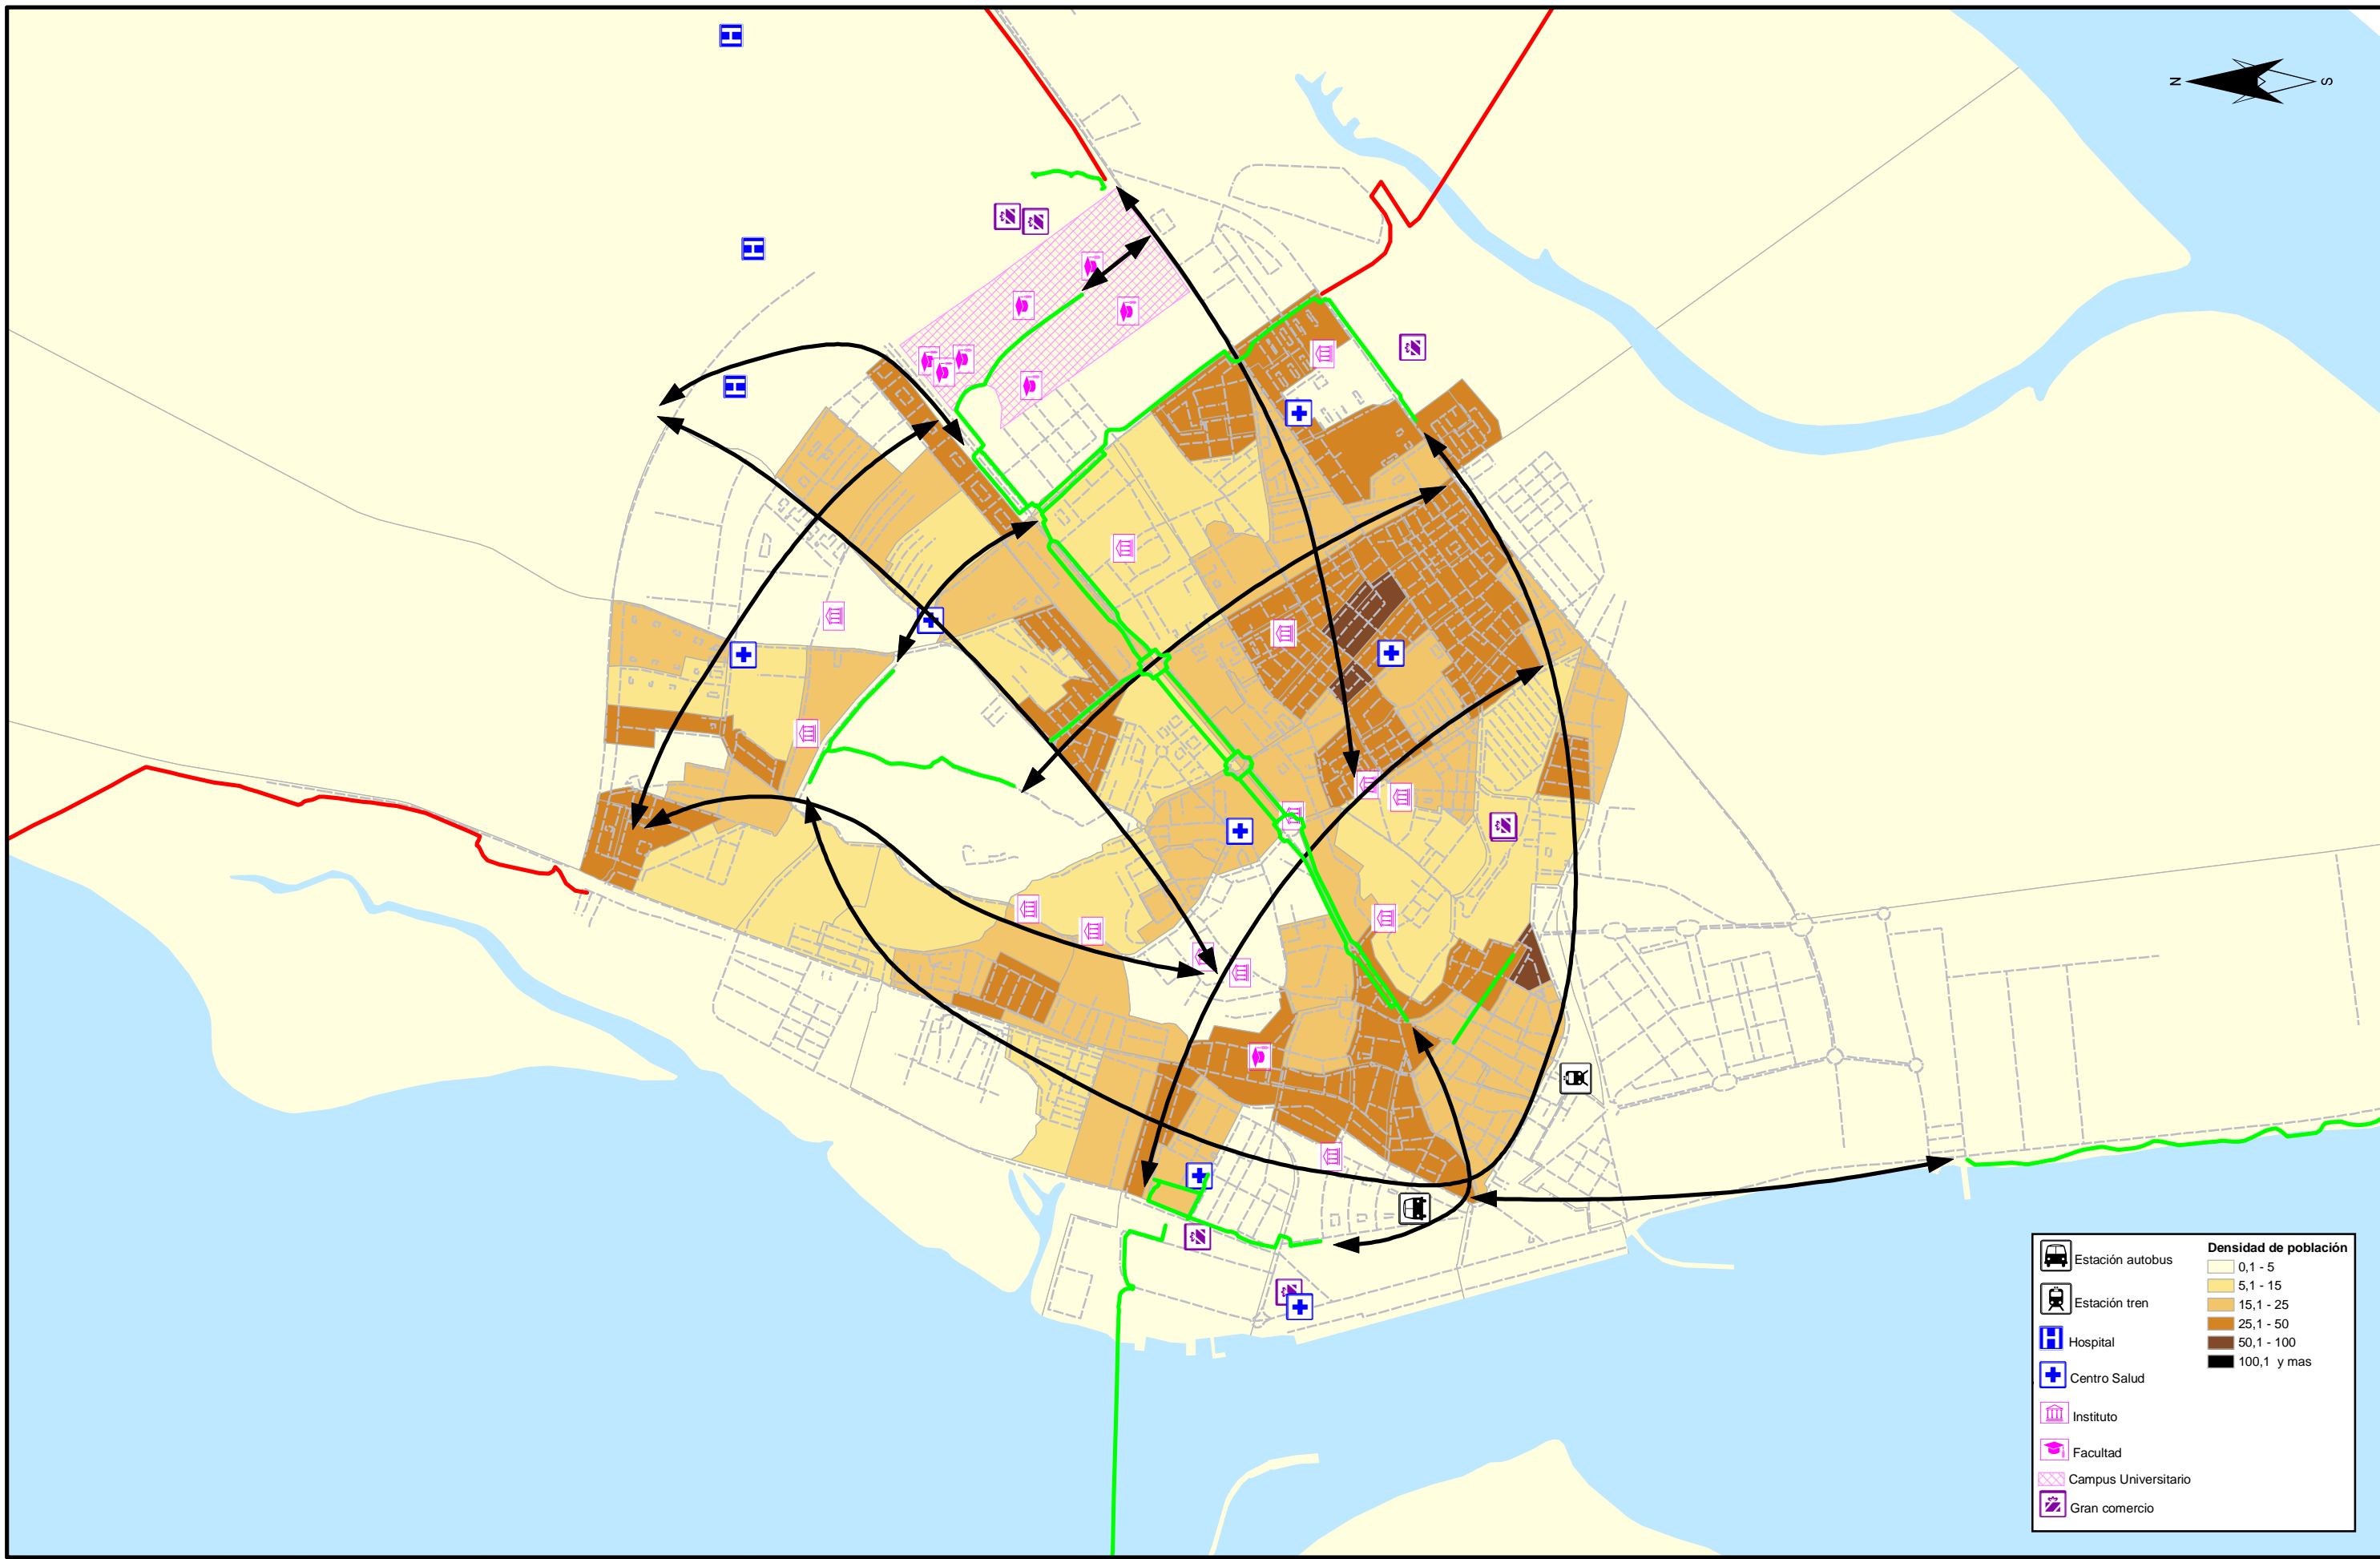 N
S
Estación autobus
Estación tren
Hospital
Centro Salud
Instituto
Facultad
Campus Universitario
Gran comercio
Densidad de población
0,1 - 5
5,1 - 15
15,1 - 25
25,1 - 50
50,1 - 100
100,1 y mas